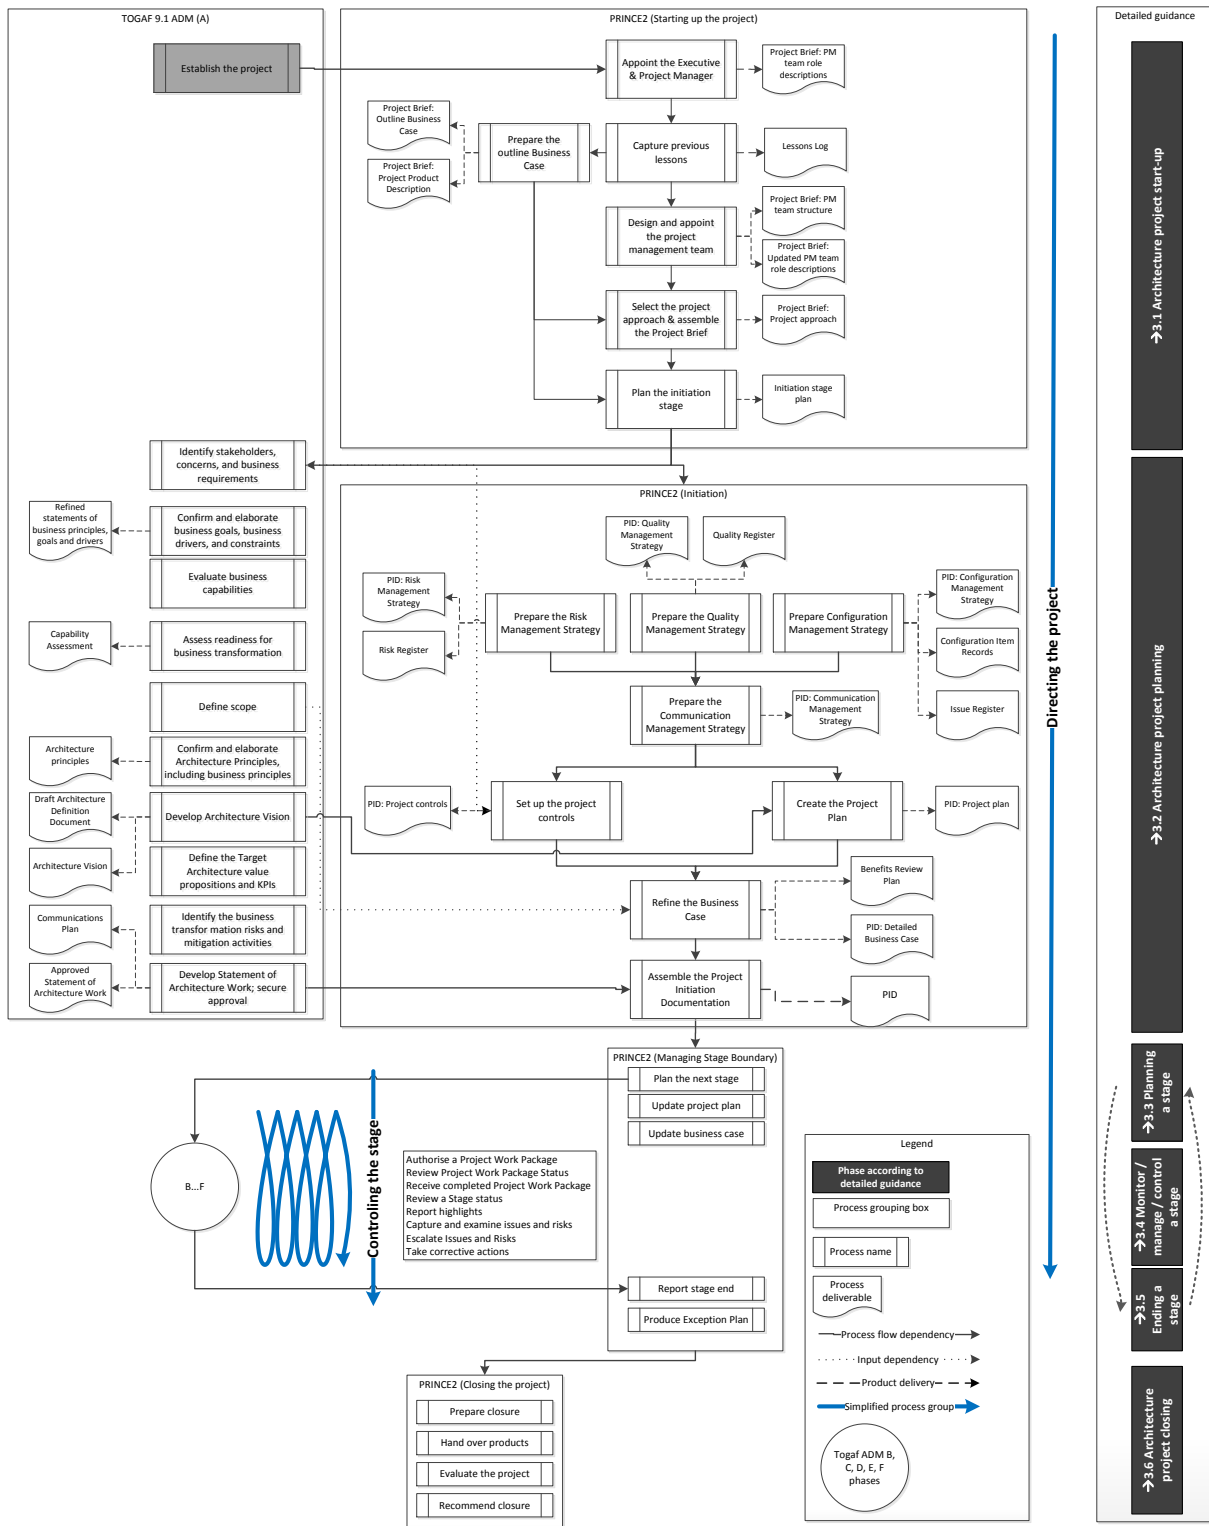 TOGAF 9.1 ADM (A)
Establish the project
Identify stakeholders,
concerns, and business
requirements
Refined
statements of
business principles,
goals and drivers
Confirm and elaborate
business goals, business
drivers, and constraints
Evaluate business
capabilities
Capability
Assessment
Assess readiness for
business transformation
Define scope
Architecture
principles
Confirm and elaborate
Architecture Principles,
including business principles
Draft Architecture
Definition
Document
Develop Architecture Vision
Architecture Vision
Define the Target
Architecture value
propositions and KPIs
Communications
Plan
Identify the business
transfor mation risks and
mitigation activities
Approved
Statement of
Architecture Work
Develop Statement of
Architecture Work; secure
approval
PRINCE2 (Starting up the project)
Appoint the Executive
& Project Manager
Project Brief: PM
team role
descriptions
Project Brief:
Outline Business
Case
Project Brief:
Project Product
Description
Prepare the
outline Business
Case
Capture previous
lessons
Lessons Log
Design and appoint
the project
management team
Project Brief: PM
team structure
Project Brief:
Updated PM team
role descriptions
Select the project
approach & assemble
the Project Brief
Project Brief:
Project approach
Plan the initiation
stage
Initiation stage
plan
PRINCE2 (Initiation)
PID: Quality
Management
Strategy
Quality Register
PID: Risk
Management
Strategy
Risk Register
Prepare the Risk
Management Strategy
Prepare the Quality
Management Strategy
Prepare Configuration
Management Strategy
PID: Configuration
Management
Strategy
Configuration Item
Records
Issue Register
Prepare the
Communication
Management Strategy
PID: Communication
Management
Strategy
PID: Project controls
Set up the project
controls
Create the Project
Plan
PID: Project plan
Refine the Business
Case
Benefits Review
Plan
PID: Detailed
Business Case
Assemble the Project
Initiation
Documentation
PID
PRINCE2 (Managing Stage Boundary)
Plan the next stage
Update project plan
Update business case
Report stage end
Produce Exception Plan
B...F
Controling the stage
Authorise a Project Work Package
Review Project Work Package Status
Receive completed Project Work Package
Review a Stage status
Report highlights
Capture and examine issues and risks
Escalate Issues and Risks
Take corrective actions
PRINCE2 (Closing the project)
Prepare closure
Hand over products
Evaluate the project
Recommend closure
Directing the project
Legend
Phase according to
detailed guidance
Process grouping box
Process name
Process
deliverable
Process flow dependency
Input dependency
Product delivery
Simplified process group
Togaf ADM B,
C, D, E, F
phases
Detailed guidance
→3.1 Architecture project start-up
→3.2 Architecture project planning
→3.3 Planning
a stage
→3.4 Monitor /
manage / control
a stage
→3.5
Ending a
stage
→3.6 Architecture
project closing